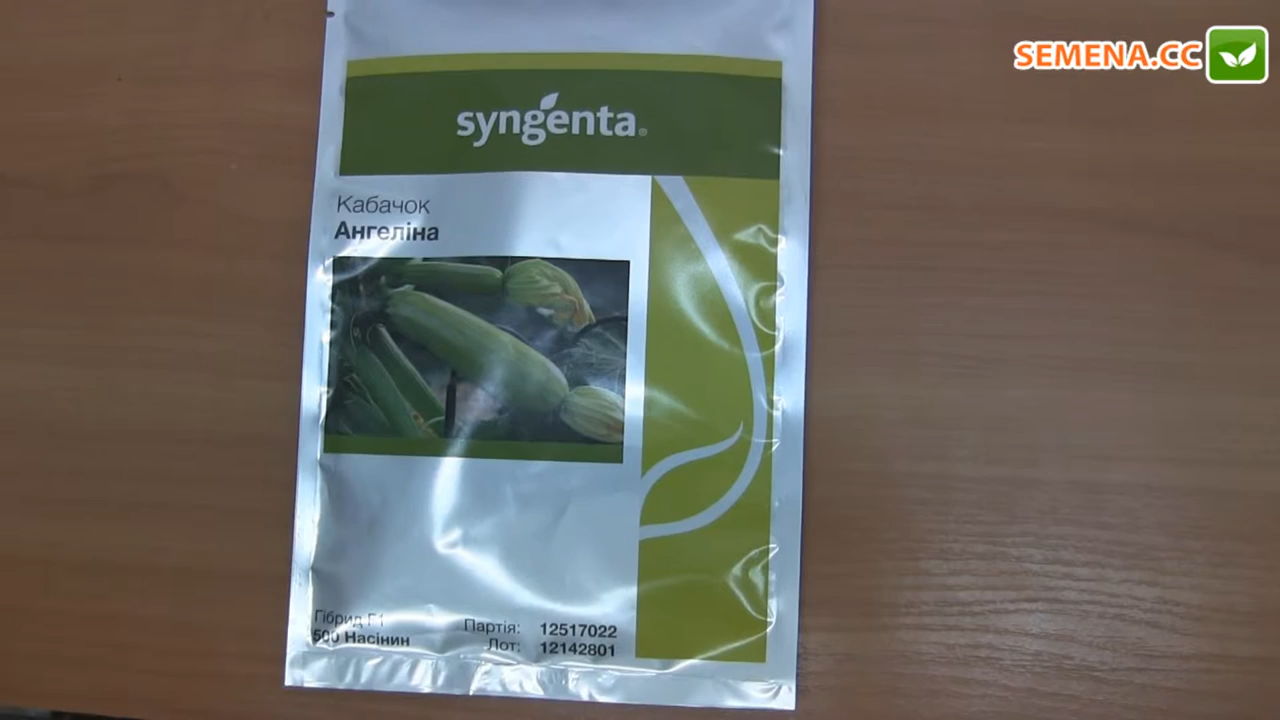 SEMENA.CC
syngenta®
Кабачок
Ангеліна
Гібрид F1
500 Насінин
Партія: 12517022
Лот: 12142801